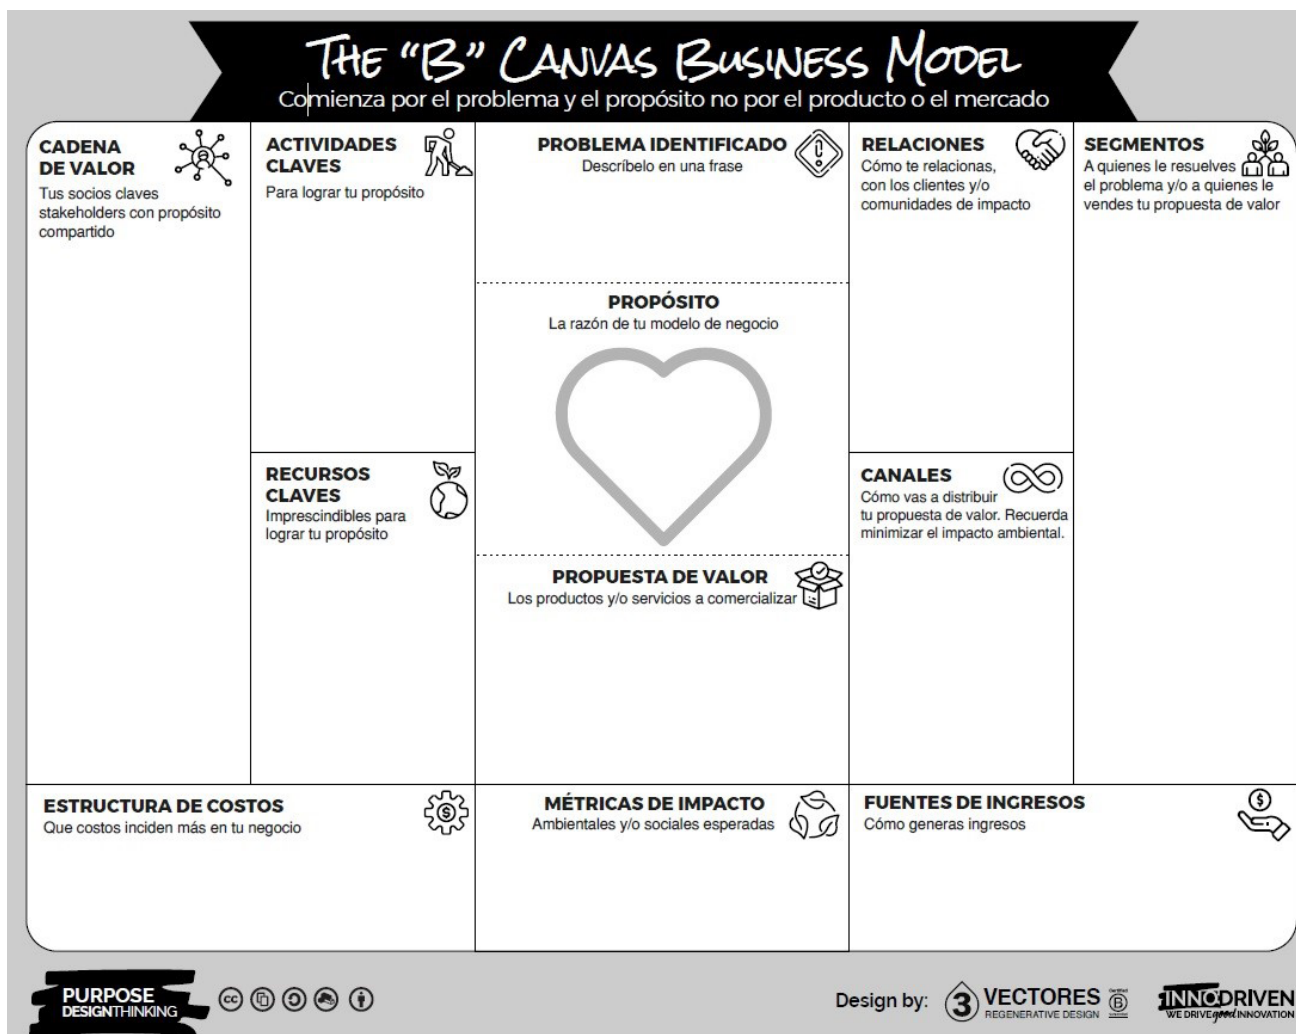 THE “B” CANVAS BUSINESS MODEL
Comienza por el problema y el propósito no por el producto o el mercado
CADENA
DE VALOR
Tus socios claves
stakeholders con propósito
compartido
ACTIVIDADES
CLAVES
Para lograr tu propósito
RECURSOS
CLAVES
Imprescindibles para
lograr tu propósito
PROBLEMA IDENTIFICADO
Descríbelo en una frase
PROPÓSITO
La razón de tu modelo de negocio
PROPUESTA DE VALOR
Los productos y/o servicios a comercializar
RELACIONES
Cómo te relacionas,
con los clientes y/o
comunidades de impacto
CANALES
Cómo vas a distribuir
tu propuesta de valor. Recuerda
minimizar el impacto ambiental.
SEGMENTOS
A quienes le resuelves
el problema y/o a quienes le
vendes tu propuesta de valor
ESTRUCTURA DE COSTOS
Que costos inciden más en tu negocio
MÉTRICAS DE IMPACTO
Ambientales y/o sociales esperadas
FUENTES DE INGRESOS
Cómo generas ingresos
PURPOSE
DESIGNTHINKING
cc
Design by:
3 VECTORES
REGENERATIVE DESIGN
Certified
B
INNODRIVEN
WE DRIVE good INNOVATION